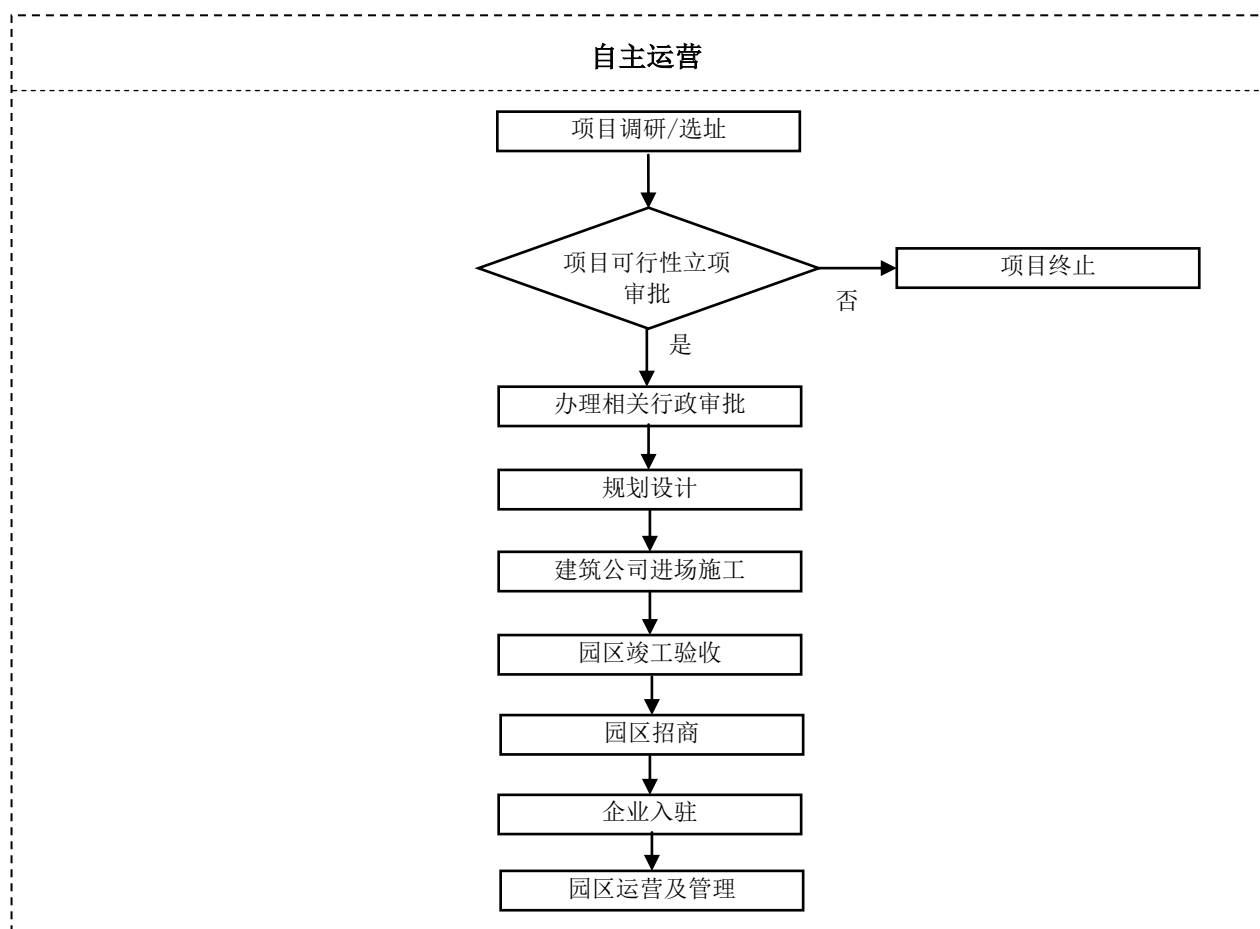 自主运营
项目调研/选址
项目可行性立项
审批
项目终止
否
是
办理相关行政审批
规划设计
建筑公司进场施工
园区竣工验收
园区招商
企业入驻
园区运营及管理